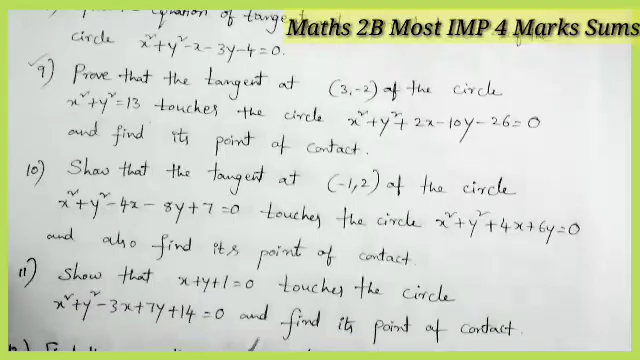 equation of tangent
Maths 2B Most IMP 4 Marks Sums
circle x²+y²-x-3y-4=0.
9) Prove that the tangent at (3,-2) of the circle
x²+y²=13 touches the circle x²+y²+2x-10y-26=0
and find its point of contact.
10) Show that the tangent at (-1,2) of the circle
x²+y²-4x-8y+7=0 touches the circle x²+y²+4x+6y=0
and also find its point of contact.
11) Show that x+y+1=0 touches the circle
x²+y²-3x+7y+14=0 and find its point of contact.